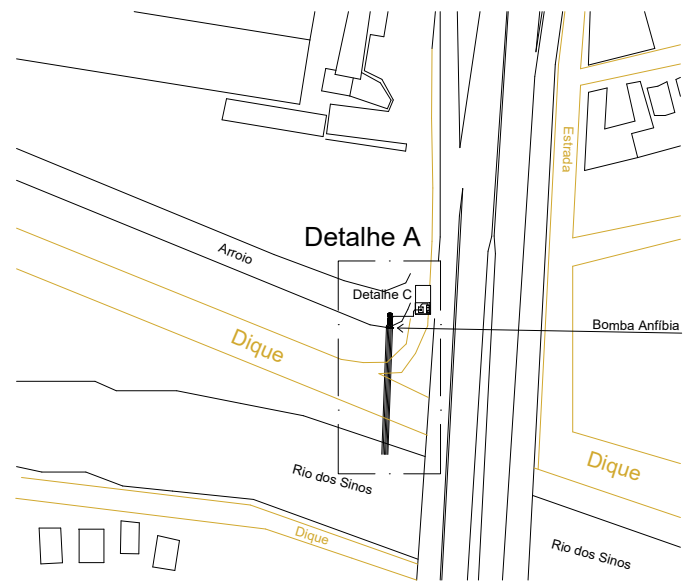 Estrada
Detalhe A
Arroio
Detalhe C
Bomba Anfíbia
Dique
Dique
Rio dos Sinos
Dique
Rio dos Sinos